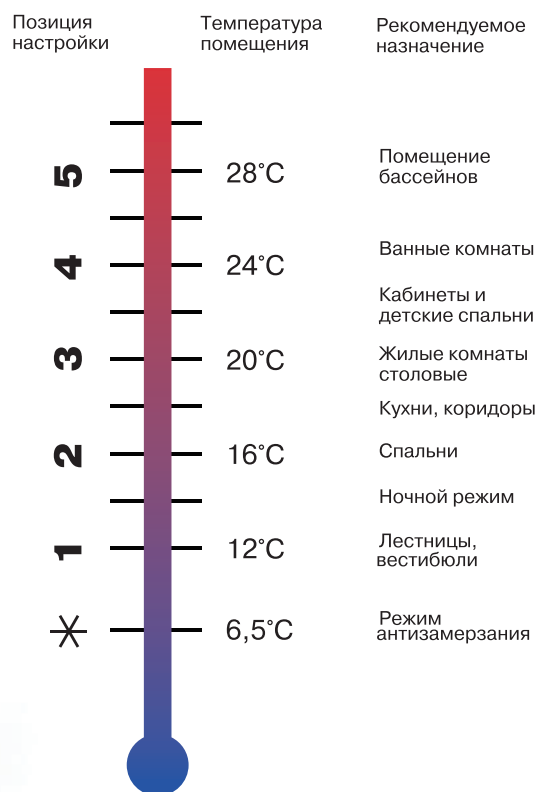 Позиция
настройки
Температура
помещения
Рекомендуемое
назначение
5
28°C
Помещение
бассейнов
4
24°C
Ванные комнаты
Кабинеты и
детские спальни
3
20°C
Жилые комнаты
столовые
Кухни, коридоры
2
16°C
Спальни
Ночной режим
1
12°C
Лестницы,
вестибюли
6,5°C
Режим
антизамерзания